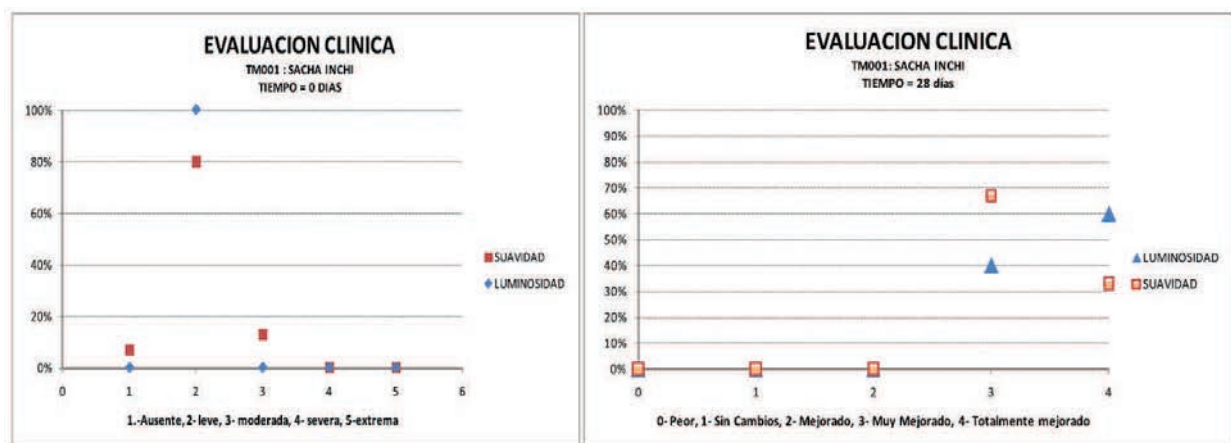 EVALUACION CLINICA
TM001 : SACHA INCHI
TIEMPO = 0 DIAS
100%
80%
60%
40%
20%
0%
0 1 2 3 4 5 6
SUAVIDAD
LUMINOSIDAD
1.-Ausente, 2- leve, 3- moderada, 4- severa, 5-extrema
EVALUACION CLINICA
TM001: SACHA INCHI
TIEMPO = 28 días
100%
90%
80%
70%
60%
50%
40%
30%
20%
10%
0%
0 1 2 3 4
LUMINOSIDAD
SUAVIDAD
0- Peor, 1- Sin Cambios, 2- Mejorado, 3- Muy Mejorado, 4- Totalmente mejorado